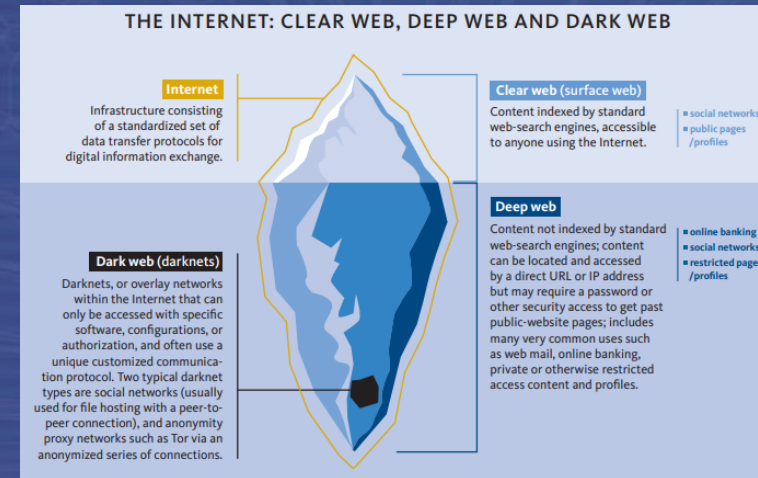 THE INTERNET: CLEAR WEB, DEEP WEB AND DARK WEB
Internet
Infrastructure consisting
of a standardized set of
data transfer protocols for
digital information exchange.
Clear web (surface web)
Content indexed by standard
web-search engines, accessible
to anyone using the Internet.
social networks
public pages
/profiles
Deep web
Content not indexed by standard
web-search engines; content
can be located and accessed
by a direct URL or IP address
but may require a password or
other security access to get past
public-website pages; includes
many very common uses such
as web mail, online banking,
private or otherwise restricted
access content and profiles.
online banking
social networks
restricted page
/profiles
Dark web (darknets)
Darknets, or overlay networks
within the Internet that can
only be accessed with specific
software, configurations, or
authorization, and often use a
unique customized communica-
tion protocol. Two typical darknet
types are social networks (usually
used for file hosting with a peer-to-
peer connection), and anonymity
proxy networks such as Tor via an
anonymized series of connections.